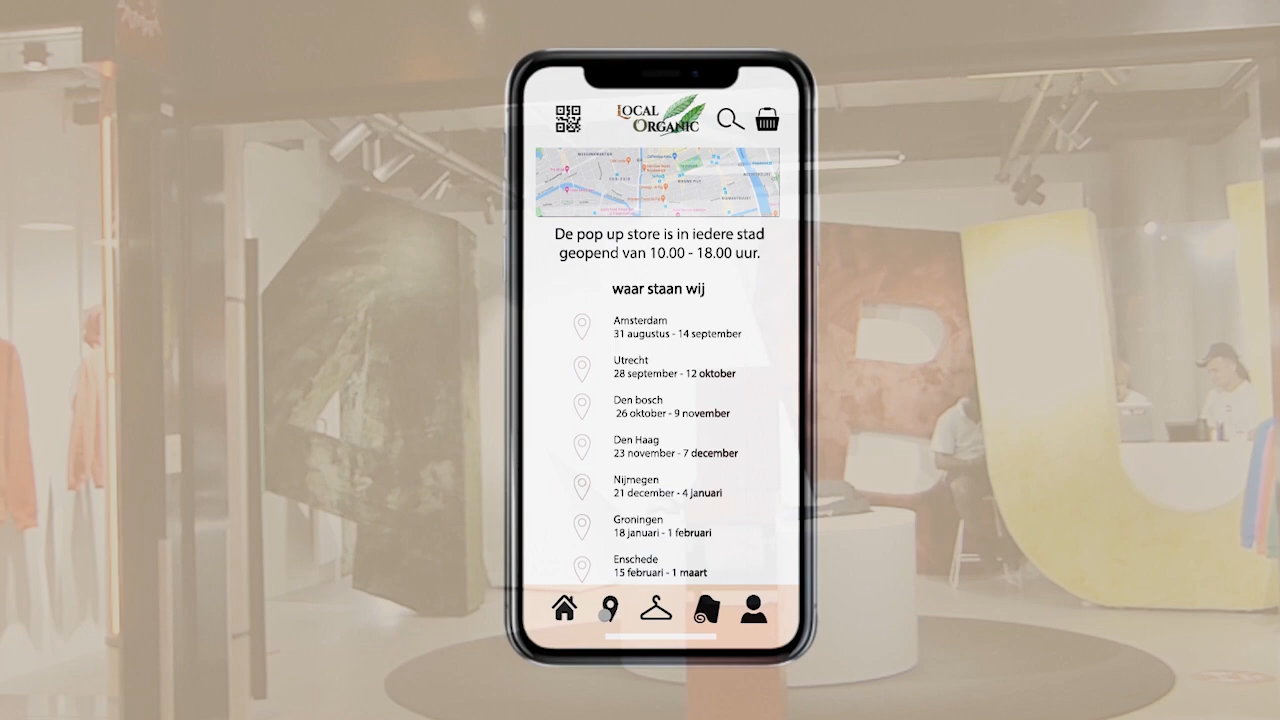 LOCAL
ORGANIC
De pop up store is in iedere stad
geopend van 10.00 - 18.00 uur.
waar staan wij
Amsterdam
31 augustus - 14 september
Utrecht
28 september - 12 oktober
Den bosch
26 oktober - 9 november
Den Haag
23 november - 7 december
Nijmegen
21 december - 4 januari
Groningen
18 januari - 1 februari
Enschede
15 februari - 1 maart